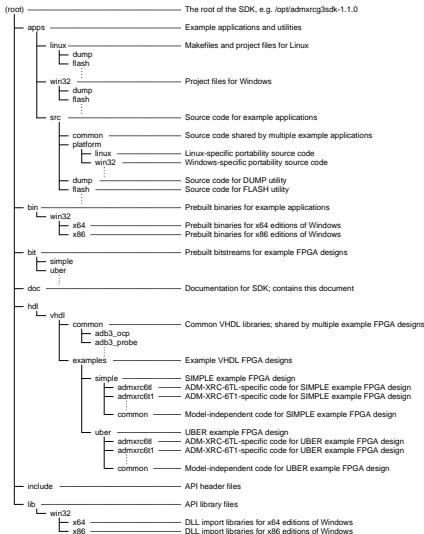 (root) The root of the SDK, e.g. /opt/admxrcg3sdk-1.1.0
apps Example applications and utilities
linux Makefiles and project files for Linux
dump
flash
win32 Project files for Windows
dump
flash
src Source code for example applications
common Source code shared by multiple example applications
platform
linux Linux-specific portability source code
win32 Windows-specific portability source code
dump Source code for DUMP utility
flash Source code for FLASH utility
bin Prebuilt binaries for example applications
win32
x64 Prebuilt binaries for x64 editions of Windows
x86 Prebuilt binaries for x86 editions of Windows
bit Prebuilt bitstreams for example FPGA designs
simple
uber
doc Documentation for SDK; contains this document
hdl
vhdl
common Common VHDL libraries; shared by multiple example FPGA designs
adb3_ocp
adb3_probe
examples Example VHDL FPGA designs
simple SIMPLE example FPGA design
admxrc6tl ADM-XRC-6TL-specific code for SIMPLE example FPGA design
admxrc6t1 ADM-XRC-6T1-specific code for SIMPLE example FPGA design
common Model-independent code for SIMPLE example FPGA design
uber UBER example FPGA design
admxrc6tl ADM-XRC-6TL-specific code for UBER example FPGA design
admxrc6t1 ADM-XRC-6T1-specific code for UBER example FPGA design
common Model-independent code for UBER example FPGA design
include API header files
lib API library files
win32
x64 DLL import libraries for x64 editions of Windows
x86 DLL import libraries for x86 editions of Windows